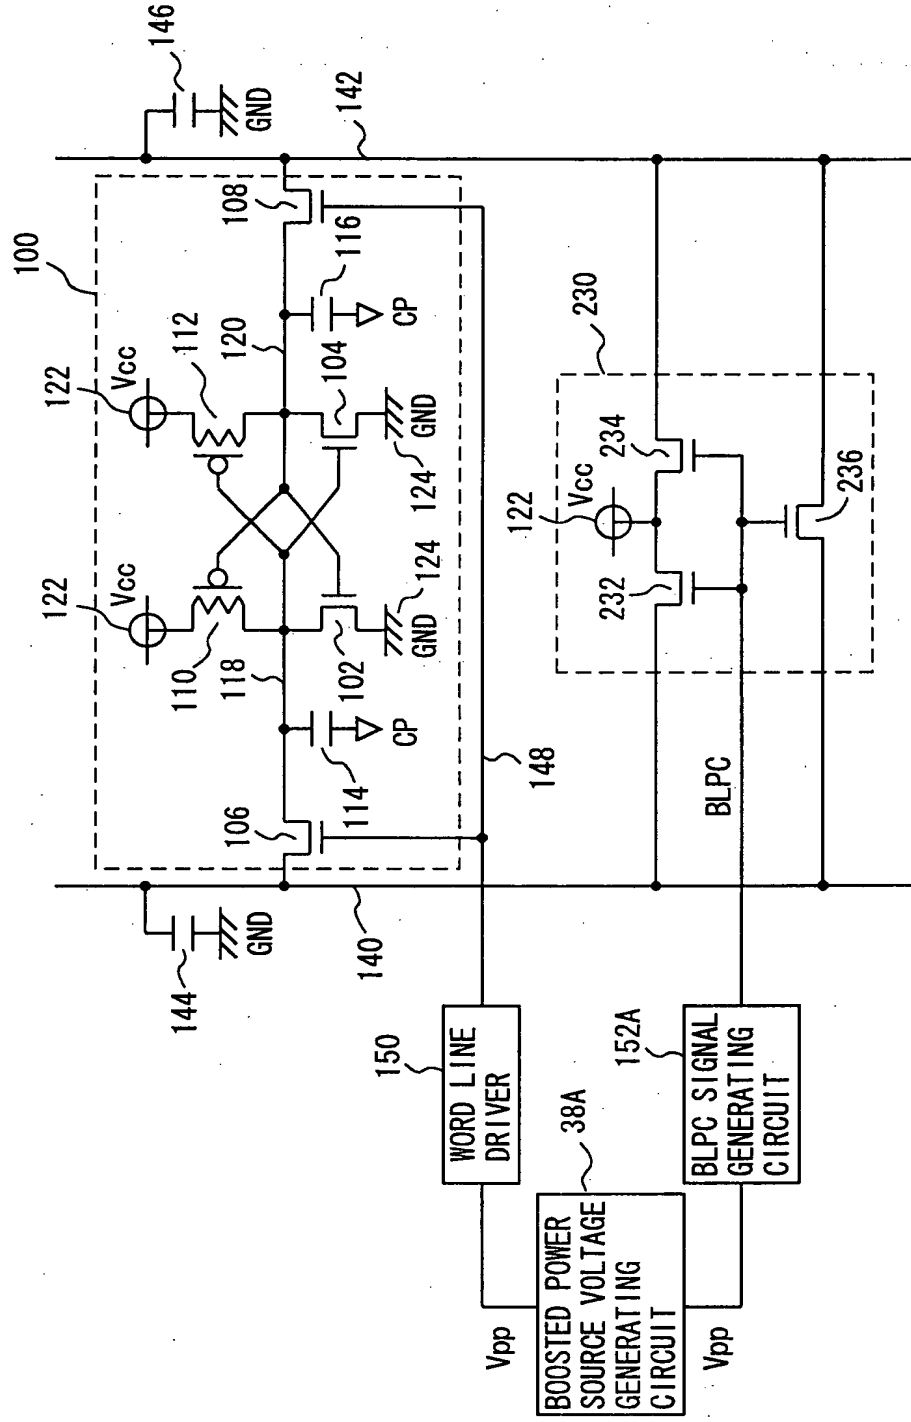 100
122
122
Vcc
Vcc
146
144
110
112
118
120
108
GND
106
GND
114
102
104
116
142
140
CP
GND
124
124
GND
CP
150
WORD LINE
DRIVER
148
Vpp
122
Vcc
BOOSTED POWER
SOURCE VOLTAGE
GENERATING
CIRCUIT
38A
230
232
234
152A
BLPC SIGNAL
GENERATING
CIRCUIT
Vpp
BLPC
236